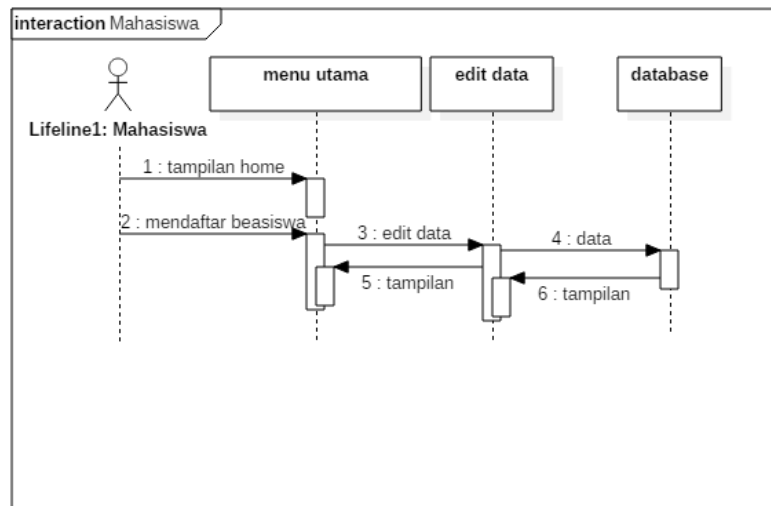 interaction Mahasiswa
menu utama
edit data
database
Lifeline1: Mahasiswa
1 : tampilan home
2 : mendaftar beasiswa
3 : edit data
4 : data
5 : tampilan
6 : tampilan